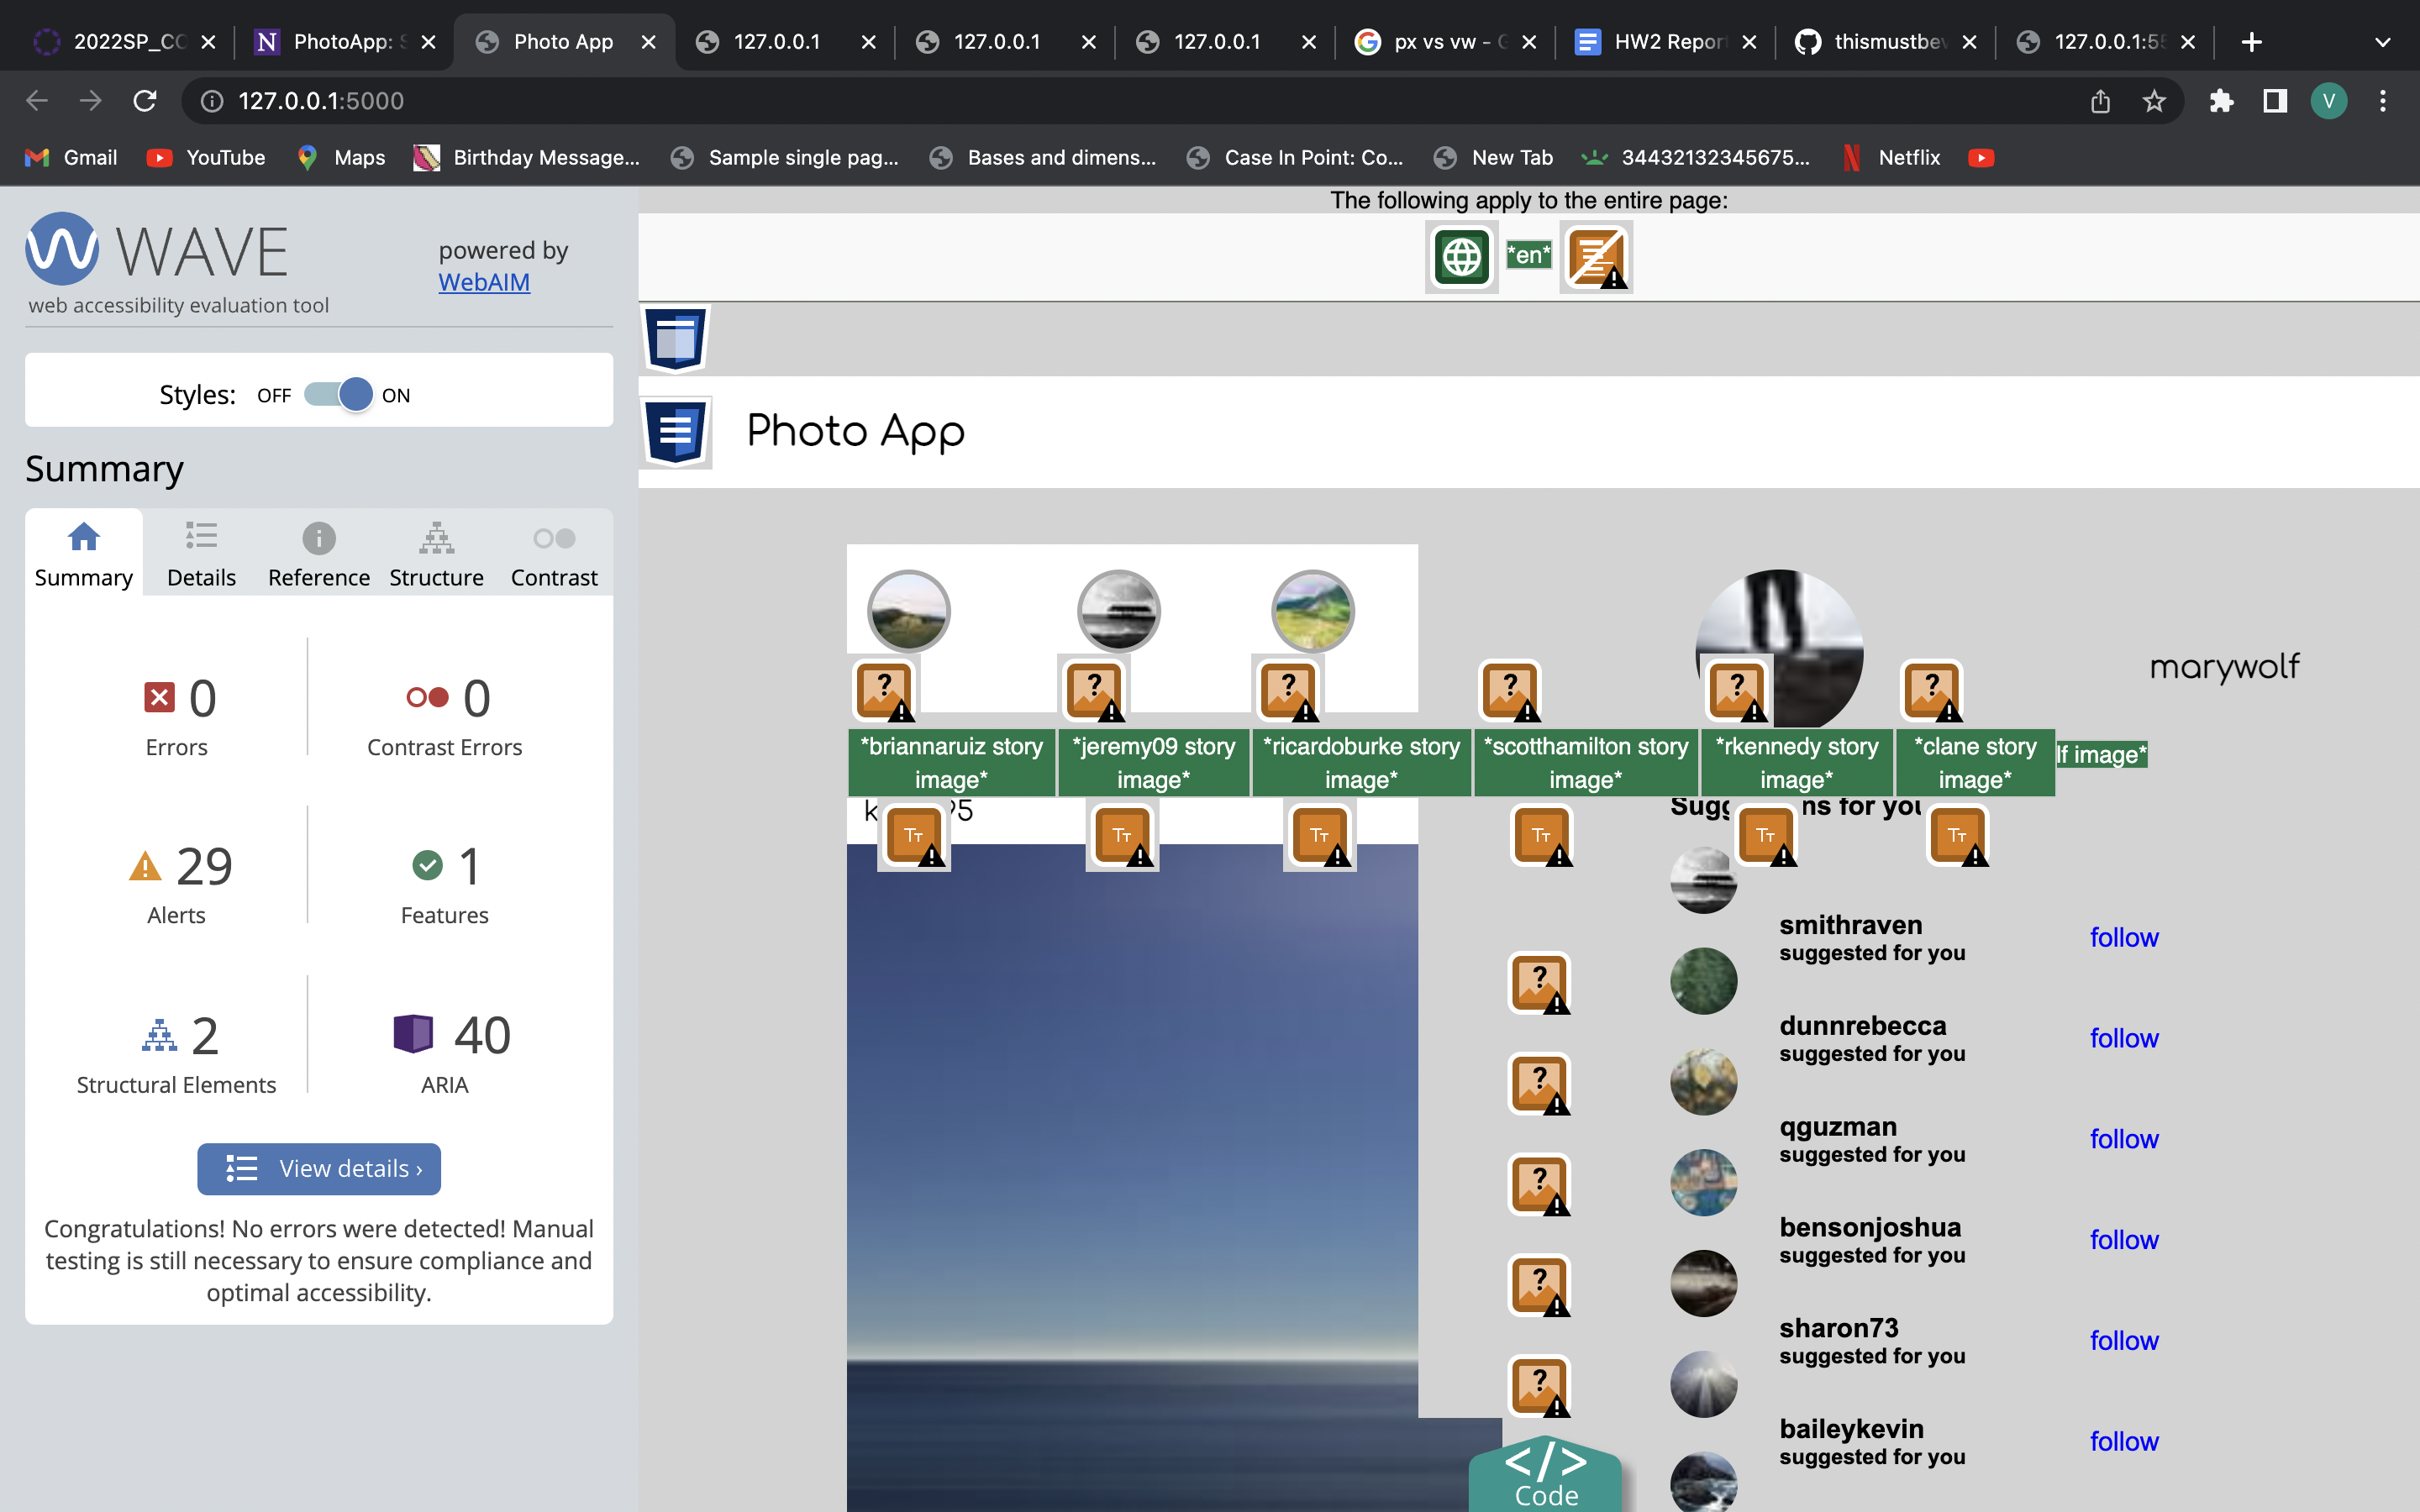 2022SP_CO
PhotoApp: S
Photo App
127.0.0.1
127.0.0.1
127.0.0.1
px vs vw - G
HW2 Repor
thismustbev
127.0.0.1:5
127.0.0.1:5000
V
Gmail
YouTube
Maps
Birthday Message...
Sample single pag...
Bases and dimens...
Case In Point: Co...
New Tab
34432132345675...
Netflix
WAVE
web accessibility evaluation tool
powered by
WebAIM
Styles: OFF ON
Summary
Summary
Details
Reference
Structure
Contrast
0
Errors
0
Contrast Errors
29
Alerts
1
Features
2
Structural Elements
40
ARIA
View details ›
Congratulations! No errors were detected! Manual
testing is still necessary to ensure compliance and
optimal accessibility.
The following apply to the entire page:
*en*
Photo App
marywolf
*briannaruiz story
image*
*jeremy09 story
image*
*ricardoburke story
image*
*scotthamilton story
image*
*rkennedy story
image*
*clane story
image*
lf image*
Sugg ns for you
smithraven
suggested for you
follow
dunnrebecca
suggested for you
follow
qguzman
suggested for you
follow
bensonjoshua
suggested for you
follow
sharon73
suggested for you
follow
baileykevin
suggested for you
follow
</>
Code